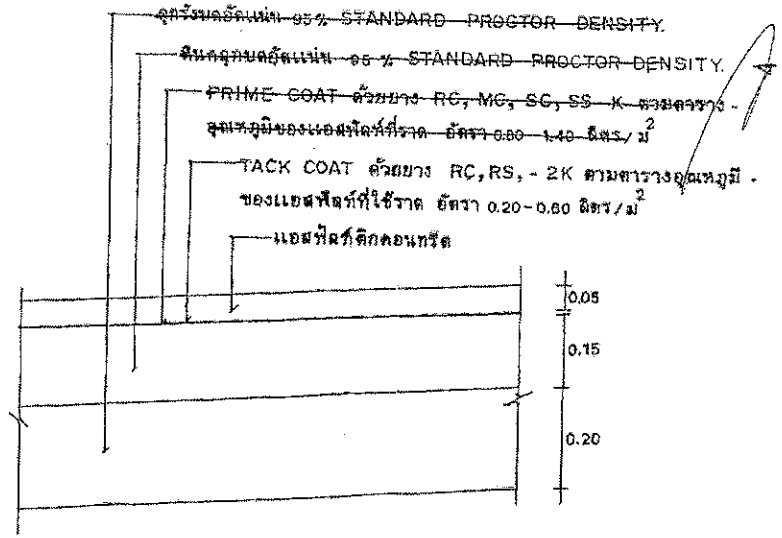 ลูกรังบดอัดแน่น 95% STANDARD PROCTOR DENSITY.
หินคลุกบดอัดแน่น 95 % STANDARD PROCTOR DENSITY.
PRIME COAT ด้วยยาง RC, MC, SC, SS-K ตามตาราง -
อุณหภูมิของแอสฟัลท์ที่ราด อัตรา 0.80 - 1.40 ลิตร/ม²
TACK COAT ด้วยยาง RC, RS, - 2K ตามตารางอุณหภูมิ -
ของแอสฟัลท์ที่ใช้ราด อัตรา 0.20-0.60 ลิตร/ม²
แอสฟัลท์ติกคอนกรีต
0.05
0.15
0.20